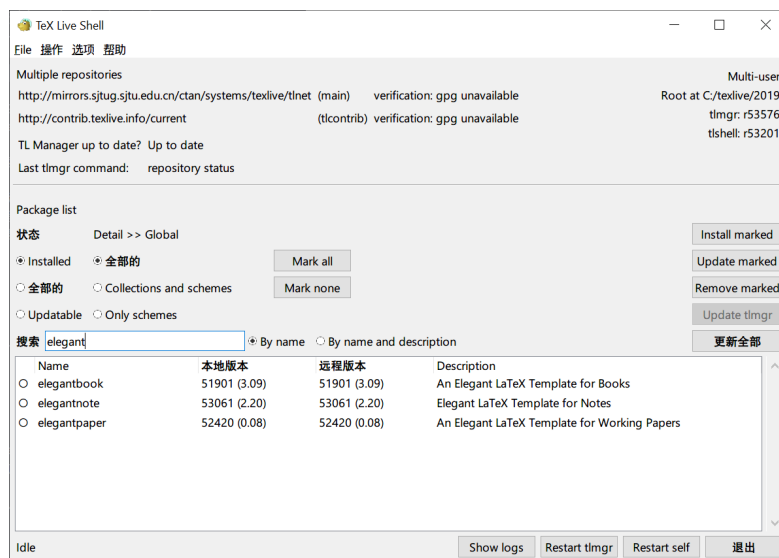 TeX Live Shell
File 操作 选项 帮助
Multiple repositories
Multi-user
http://mirrors.sjtug.sjtu.edu.cn/ctan/systems/texlive/tlnet (main) verification: gpg unavailable
Root at C:/texlive/2019
http://contrib.texlive.info/current (tlcontrib) verification: gpg unavailable
tlmgr: r53576
tlshell: r53201
TL Manager up to date? Up to date
Last tlmgr command: repository status
Package list
状态 Detail >> Global
Install marked
Installed 全部的 Mark all
Update marked
全部的 Collections and schemes Mark none
Remove marked
Updatable Only schemes
Update tlmgr
搜索 elegant By name By name and description
更新全部
Name 本地版本 远程版本 Description
elegantbook 51901 (3.09) 51901 (3.09) An Elegant LaTeX Template for Books
elegantnote 53061 (2.20) 53061 (2.20) Elegant LaTeX Template for Notes
elegantpaper 52420 (0.08) 52420 (0.08) An Elegant LaTeX Template for Working Papers
Idle Show logs Restart tlmgr Restart self 退出